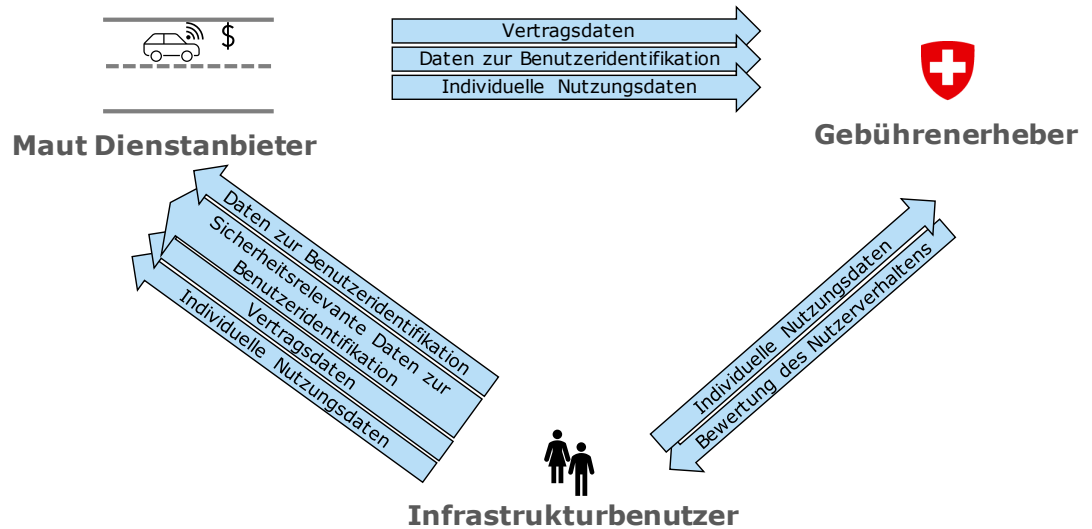 $
Vertragsdaten
Daten zur Benutzeridentifikation
Individuelle Nutzungsdaten
Maut Dienstanbieter
Gebührenerheber
Daten zur Benutzeridentifikation
Sicherheitsrelevante Daten zur
Benutzeridentifikation
Vertragsdaten
Individuelle Nutzungsdaten
Individuelle Nutzungsdaten
Bewertung des Nutzerverhaltens
Infrastrukturbenutzer